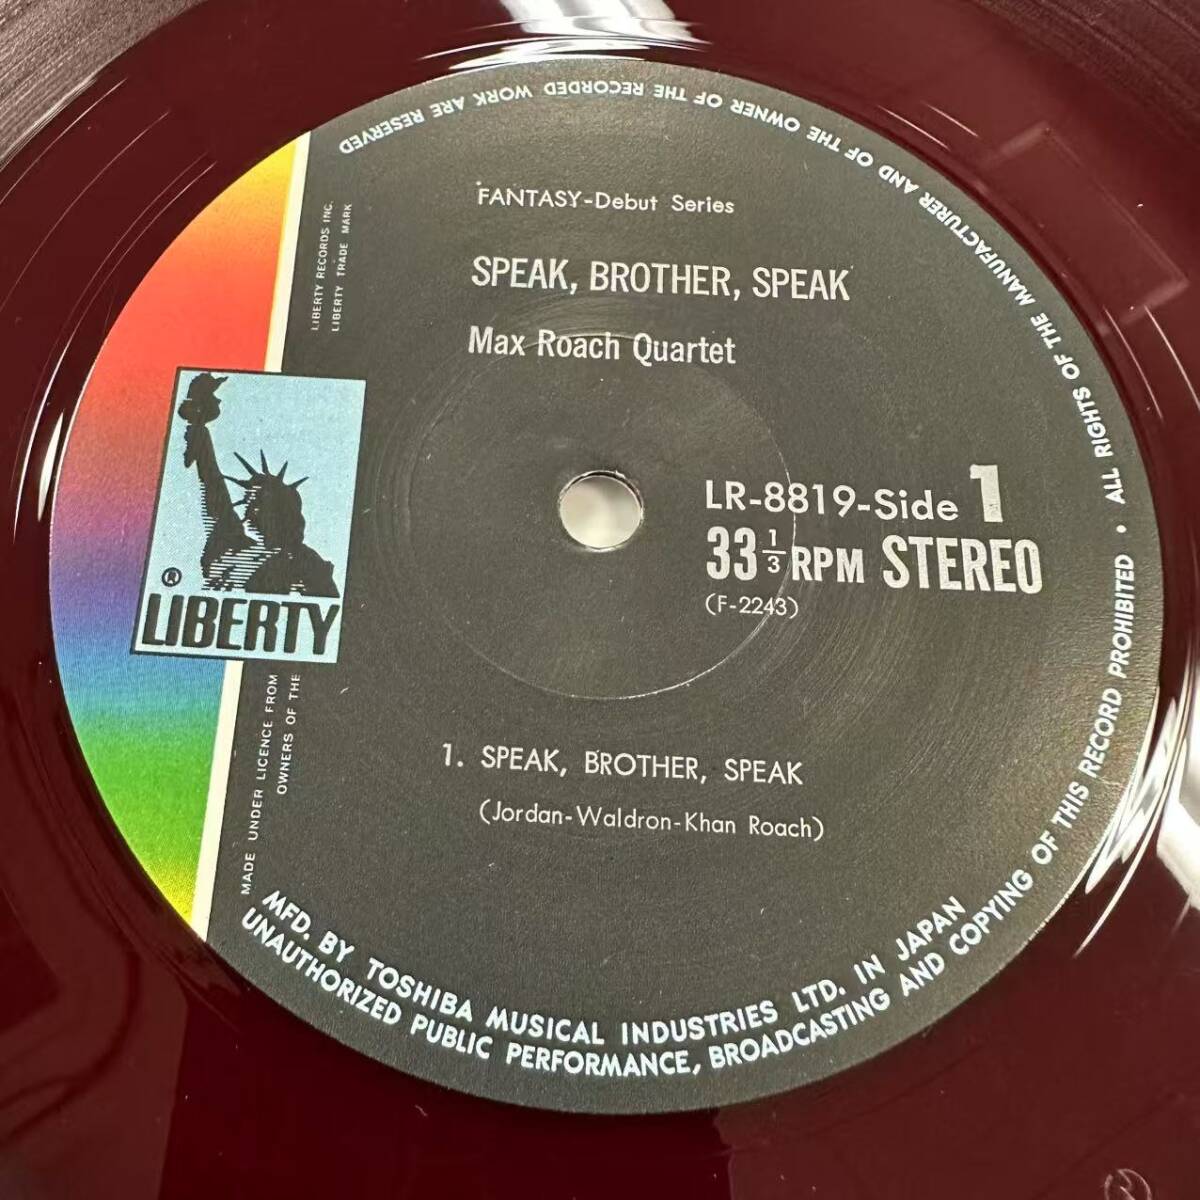 FANTASY-Debut Series
SPEAK, BROTHER, SPEAK
Max Roach Quartet
LR-8819-Side 1
33 1/3 RPM STEREO
(F-2243)
1. SPEAK, BROTHER, SPEAK
(Jordan-Waldron-Khan Roach)
® LIBERTY
LIBERTY RECORDS INC.
LIBERTY TRADE MARK
MADE UNDER LICENCE FROM
OWNERS OF THE
MFD. BY TOSHIBA MUSICAL INDUSTRIES LTD. IN JAPAN
UNAUTHORIZED PUBLIC PERFORMANCE, BROADCASTING AND COPYING OF THIS RECORD PROHIBITED • ALL RIGHTS OF THE MANUFACTURER AND OF THE OWNER OF THE RECORDED WORK ARE RESERVED